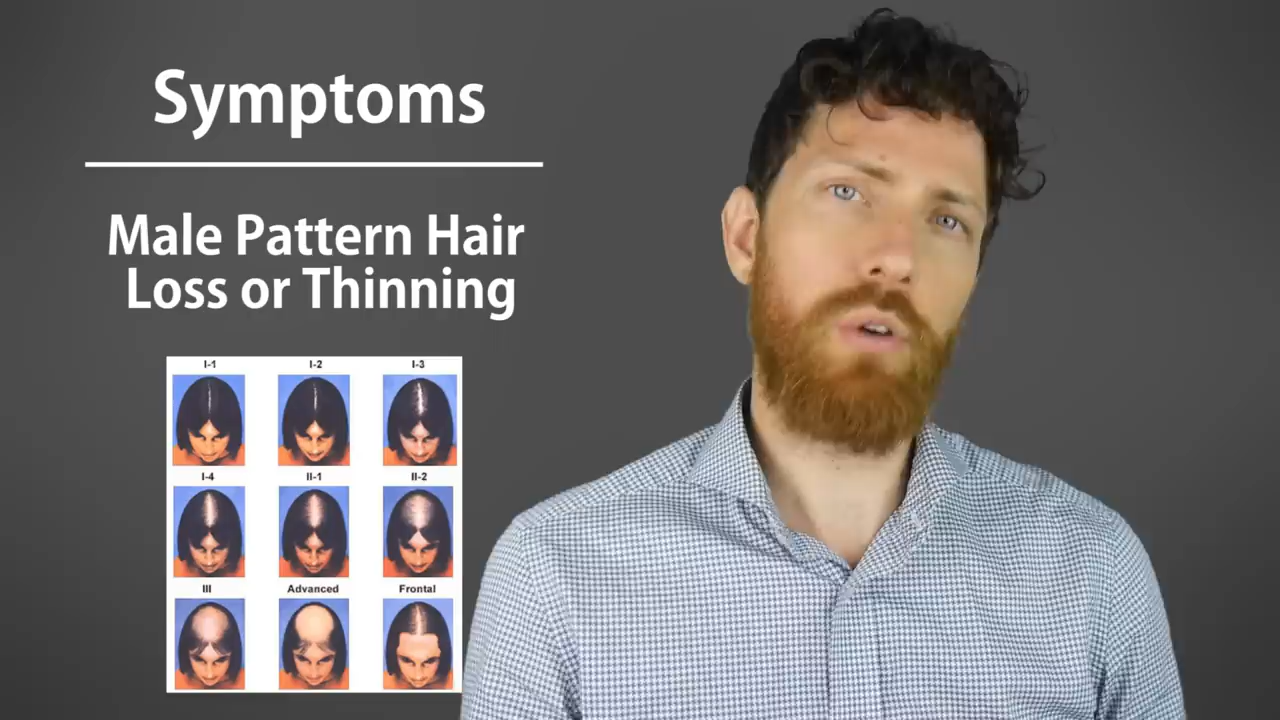 Symptoms
Male Pattern Hair
Loss or Thinning
I-1 I-2 I-3
I-4 II-1 II-2
III Advanced Frontal